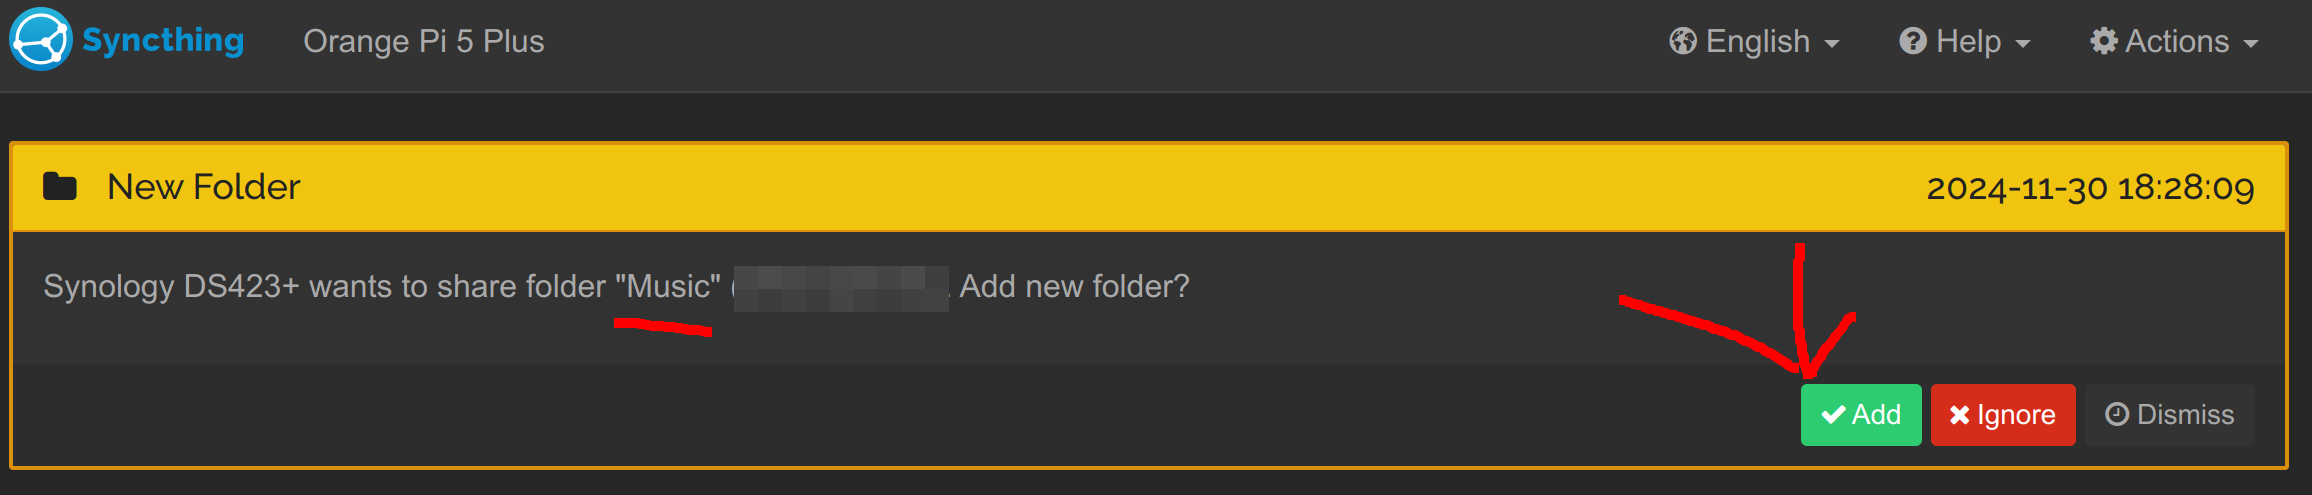 Syncthing Orange Pi 5 Plus English Help Actions
New Folder 2024-11-30 18:28:09
Synology DS423+ wants to share folder "Music" ( . Add new folder?
Add Ignore Dismiss